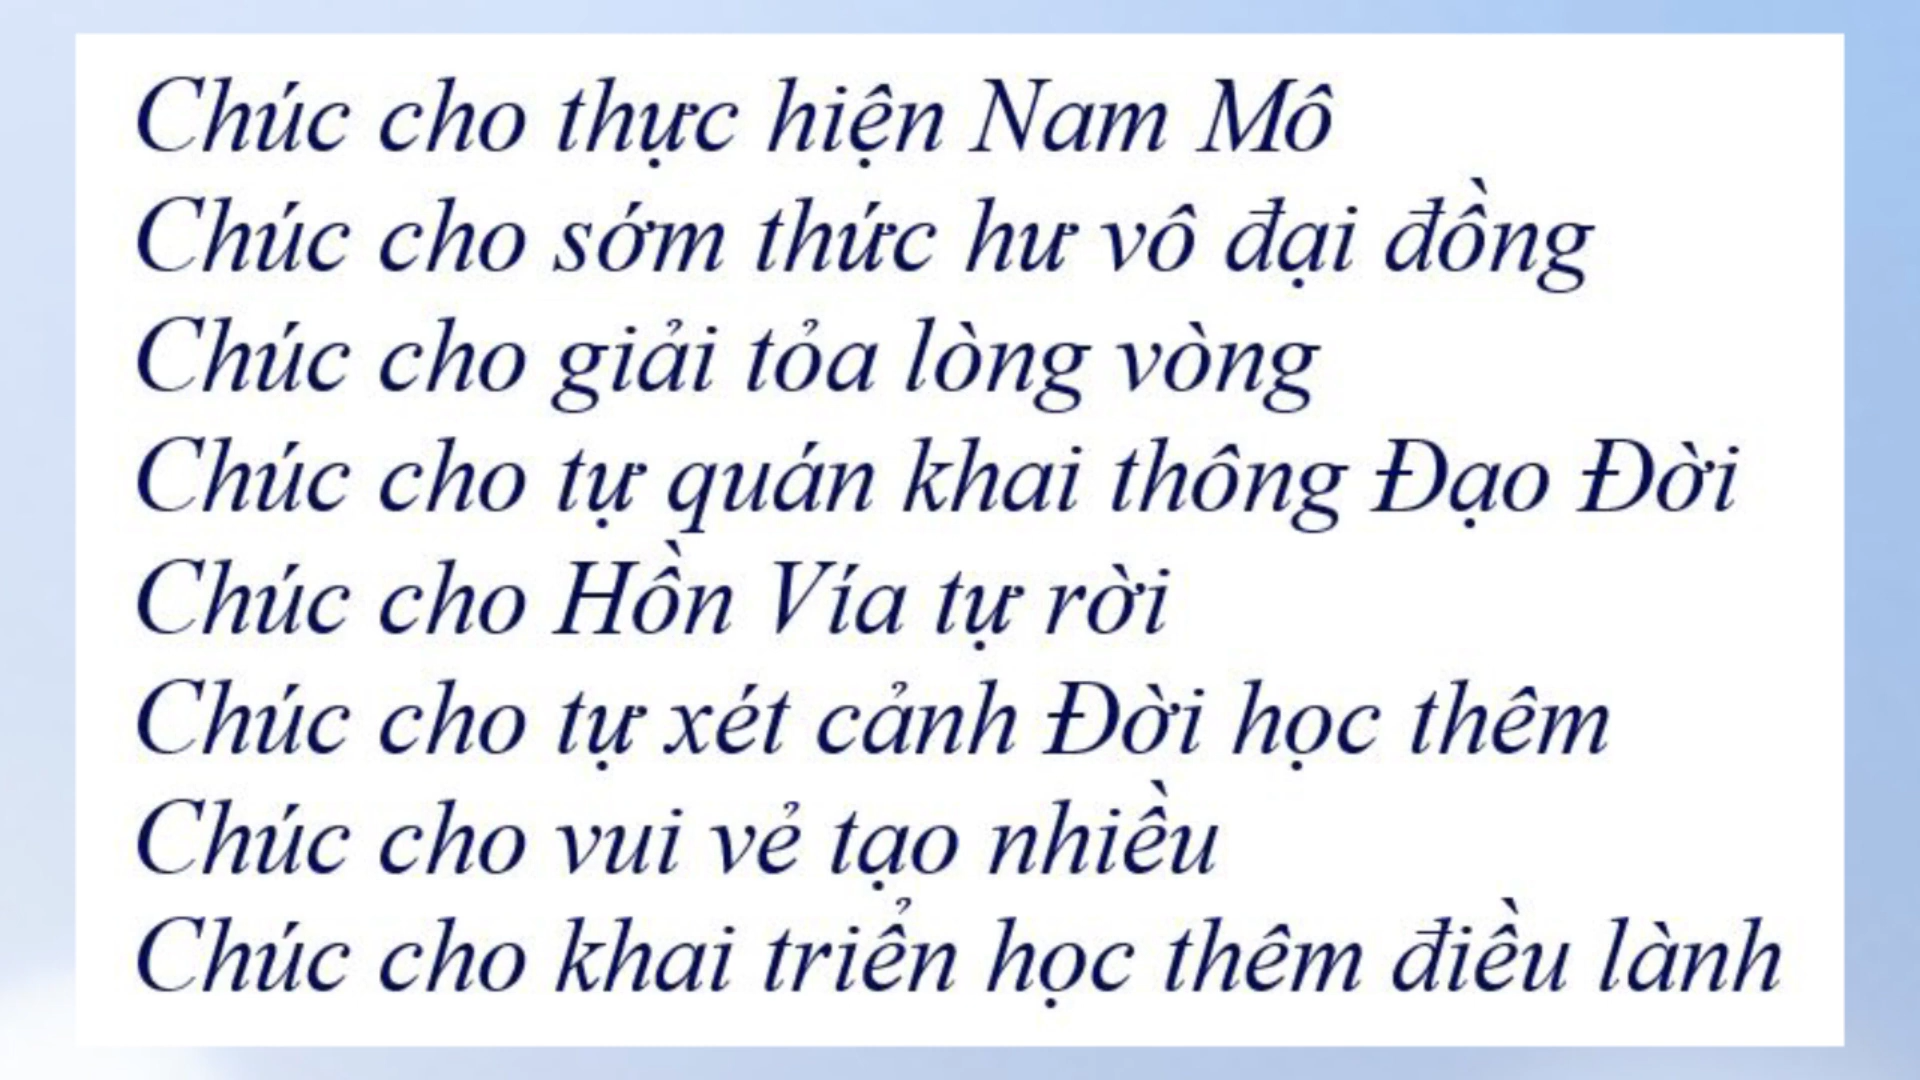 Chúc cho thực hiện Nam Mô
Chúc cho sớm thức hư vô đại đồng
Chúc cho giải tỏa lòng vòng
Chúc cho tự quán khai thông Đạo Đời
Chúc cho Hồn Vía tự rời
Chúc cho tự xét cảnh Đời học thêm
Chúc cho vui vẻ tạo nhiều
Chúc cho khai triển học thêm điều lành